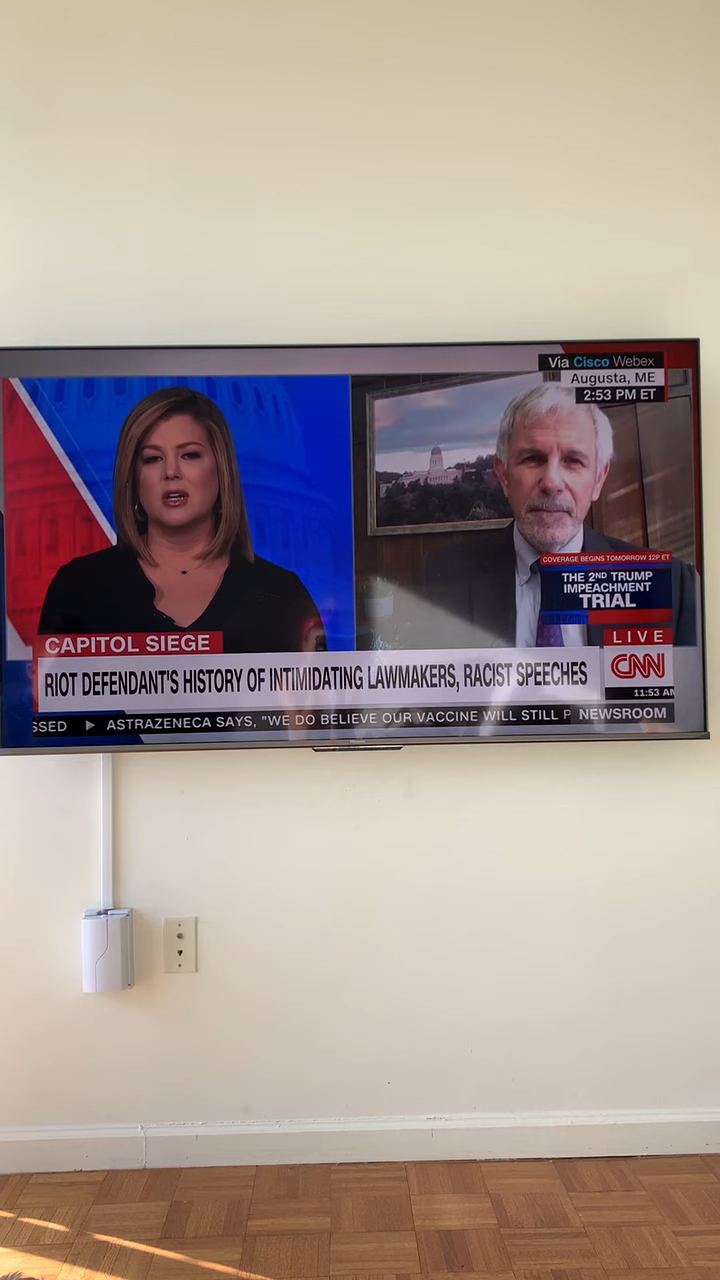 Via Cisco Webex
Augusta, ME
2:53 PM ET
COVERAGE BEGINS TOMORROW 12P ET
THE 2ND TRUMP
IMPEACHMENT
TRIAL
CAPITOL SIEGE
LIVE
RIOT DEFENDANT'S HISTORY OF INTIMIDATING LAWMAKERS, RACIST SPEECHES
CNN
11:53 AM
SSED ▶ ASTRAZENECA SAYS, "WE DO BELIEVE OUR VACCINE WILL STILL P
NEWSROOM